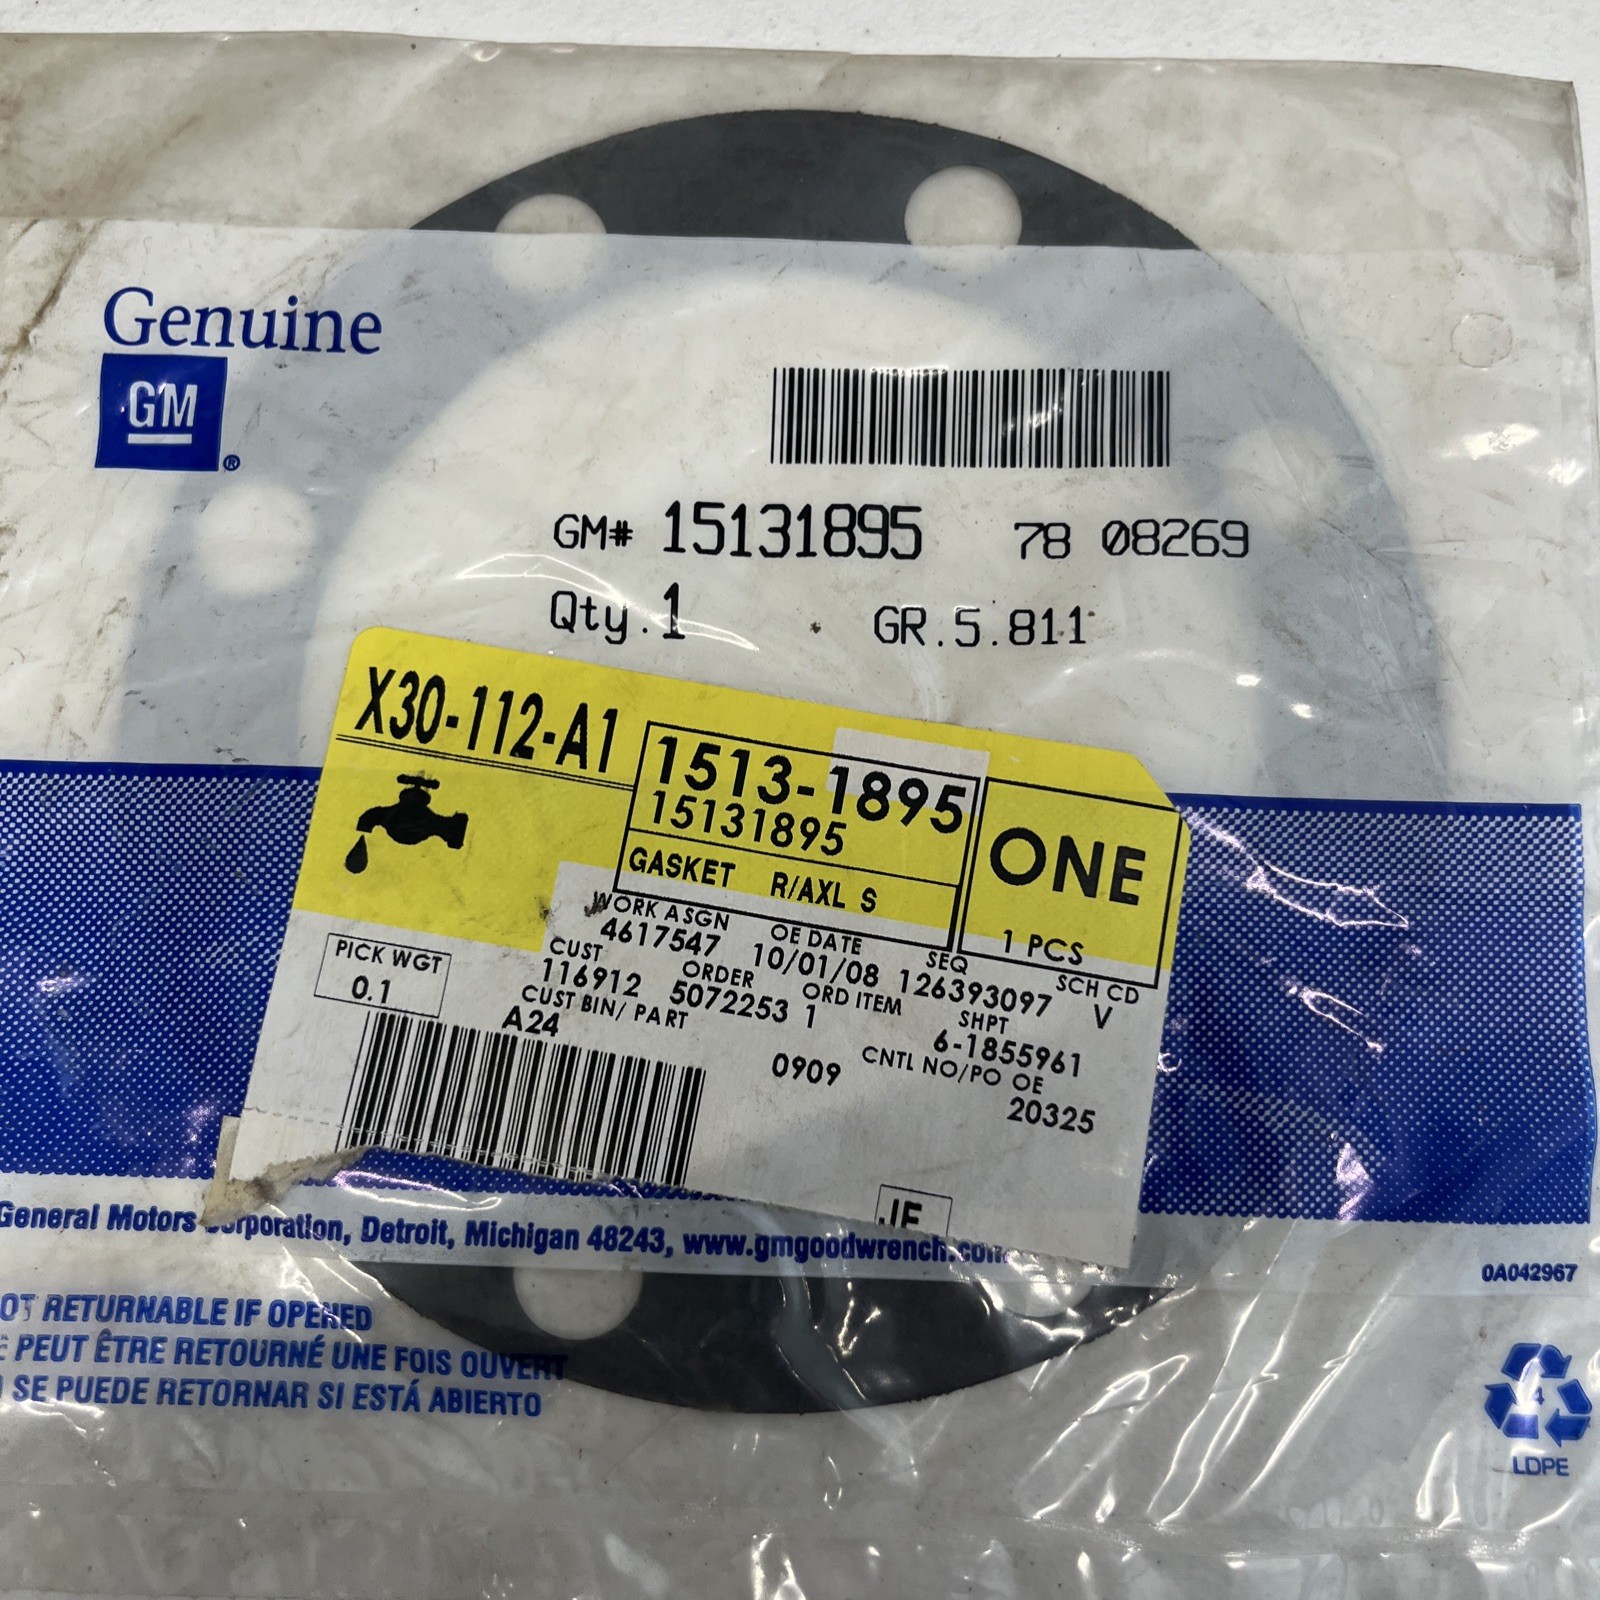 Genuine
GM
®
GM# 15131895 78 08269
Qty.1 GR.5.811
X30-112-A1
1513-1895
15131895
GASKET R/AXL S
ONE
1 PCS
WORK ASGN OE DATE SEQ SCH CD
4617547 10/01/08 126393097 V
CUST ORDER ORD ITEM SHPT
116912 5072253 1 6-1855961
CUST BIN/ PART CNTL NO/PO OE
A24 0909 20325
PICK WGT
0.1
General Motors Corporation, Detroit, Michigan 48243, www.gmgoodwrench.com
0A042967
RETURNABLE IF OPENED
PEUT ÊTRE RETOURNÉ UNE FOIS OUVERT
SE PUEDE RETORNAR SI ESTÁ ABIERTO
4
LDPE